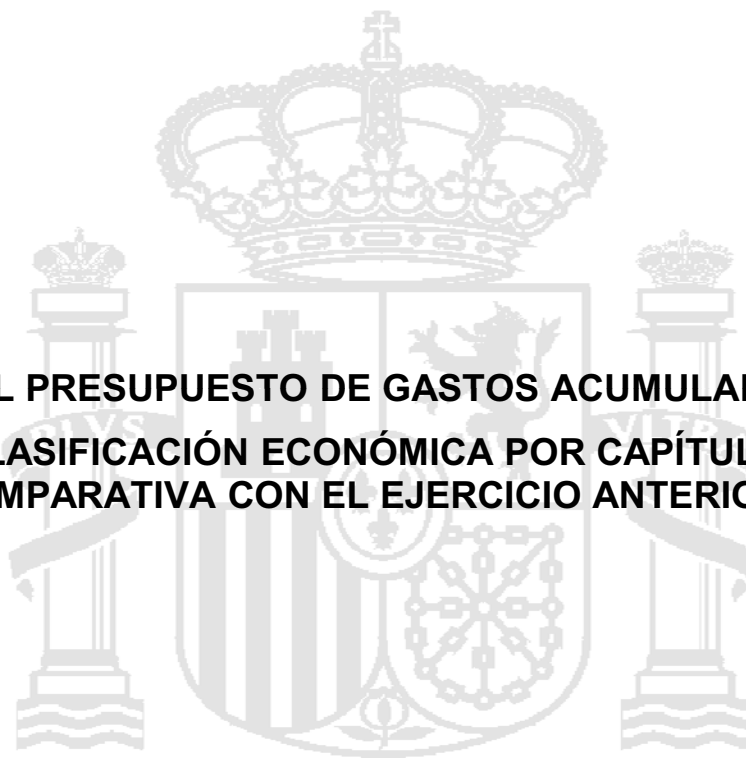 L PRESUPUESTO DE GASTOS ACUMULA
LASIFICACIÓN ECONÓMICA POR CAPÍTUL
MPARATIVA CON EL EJERCICIO ANTERIO